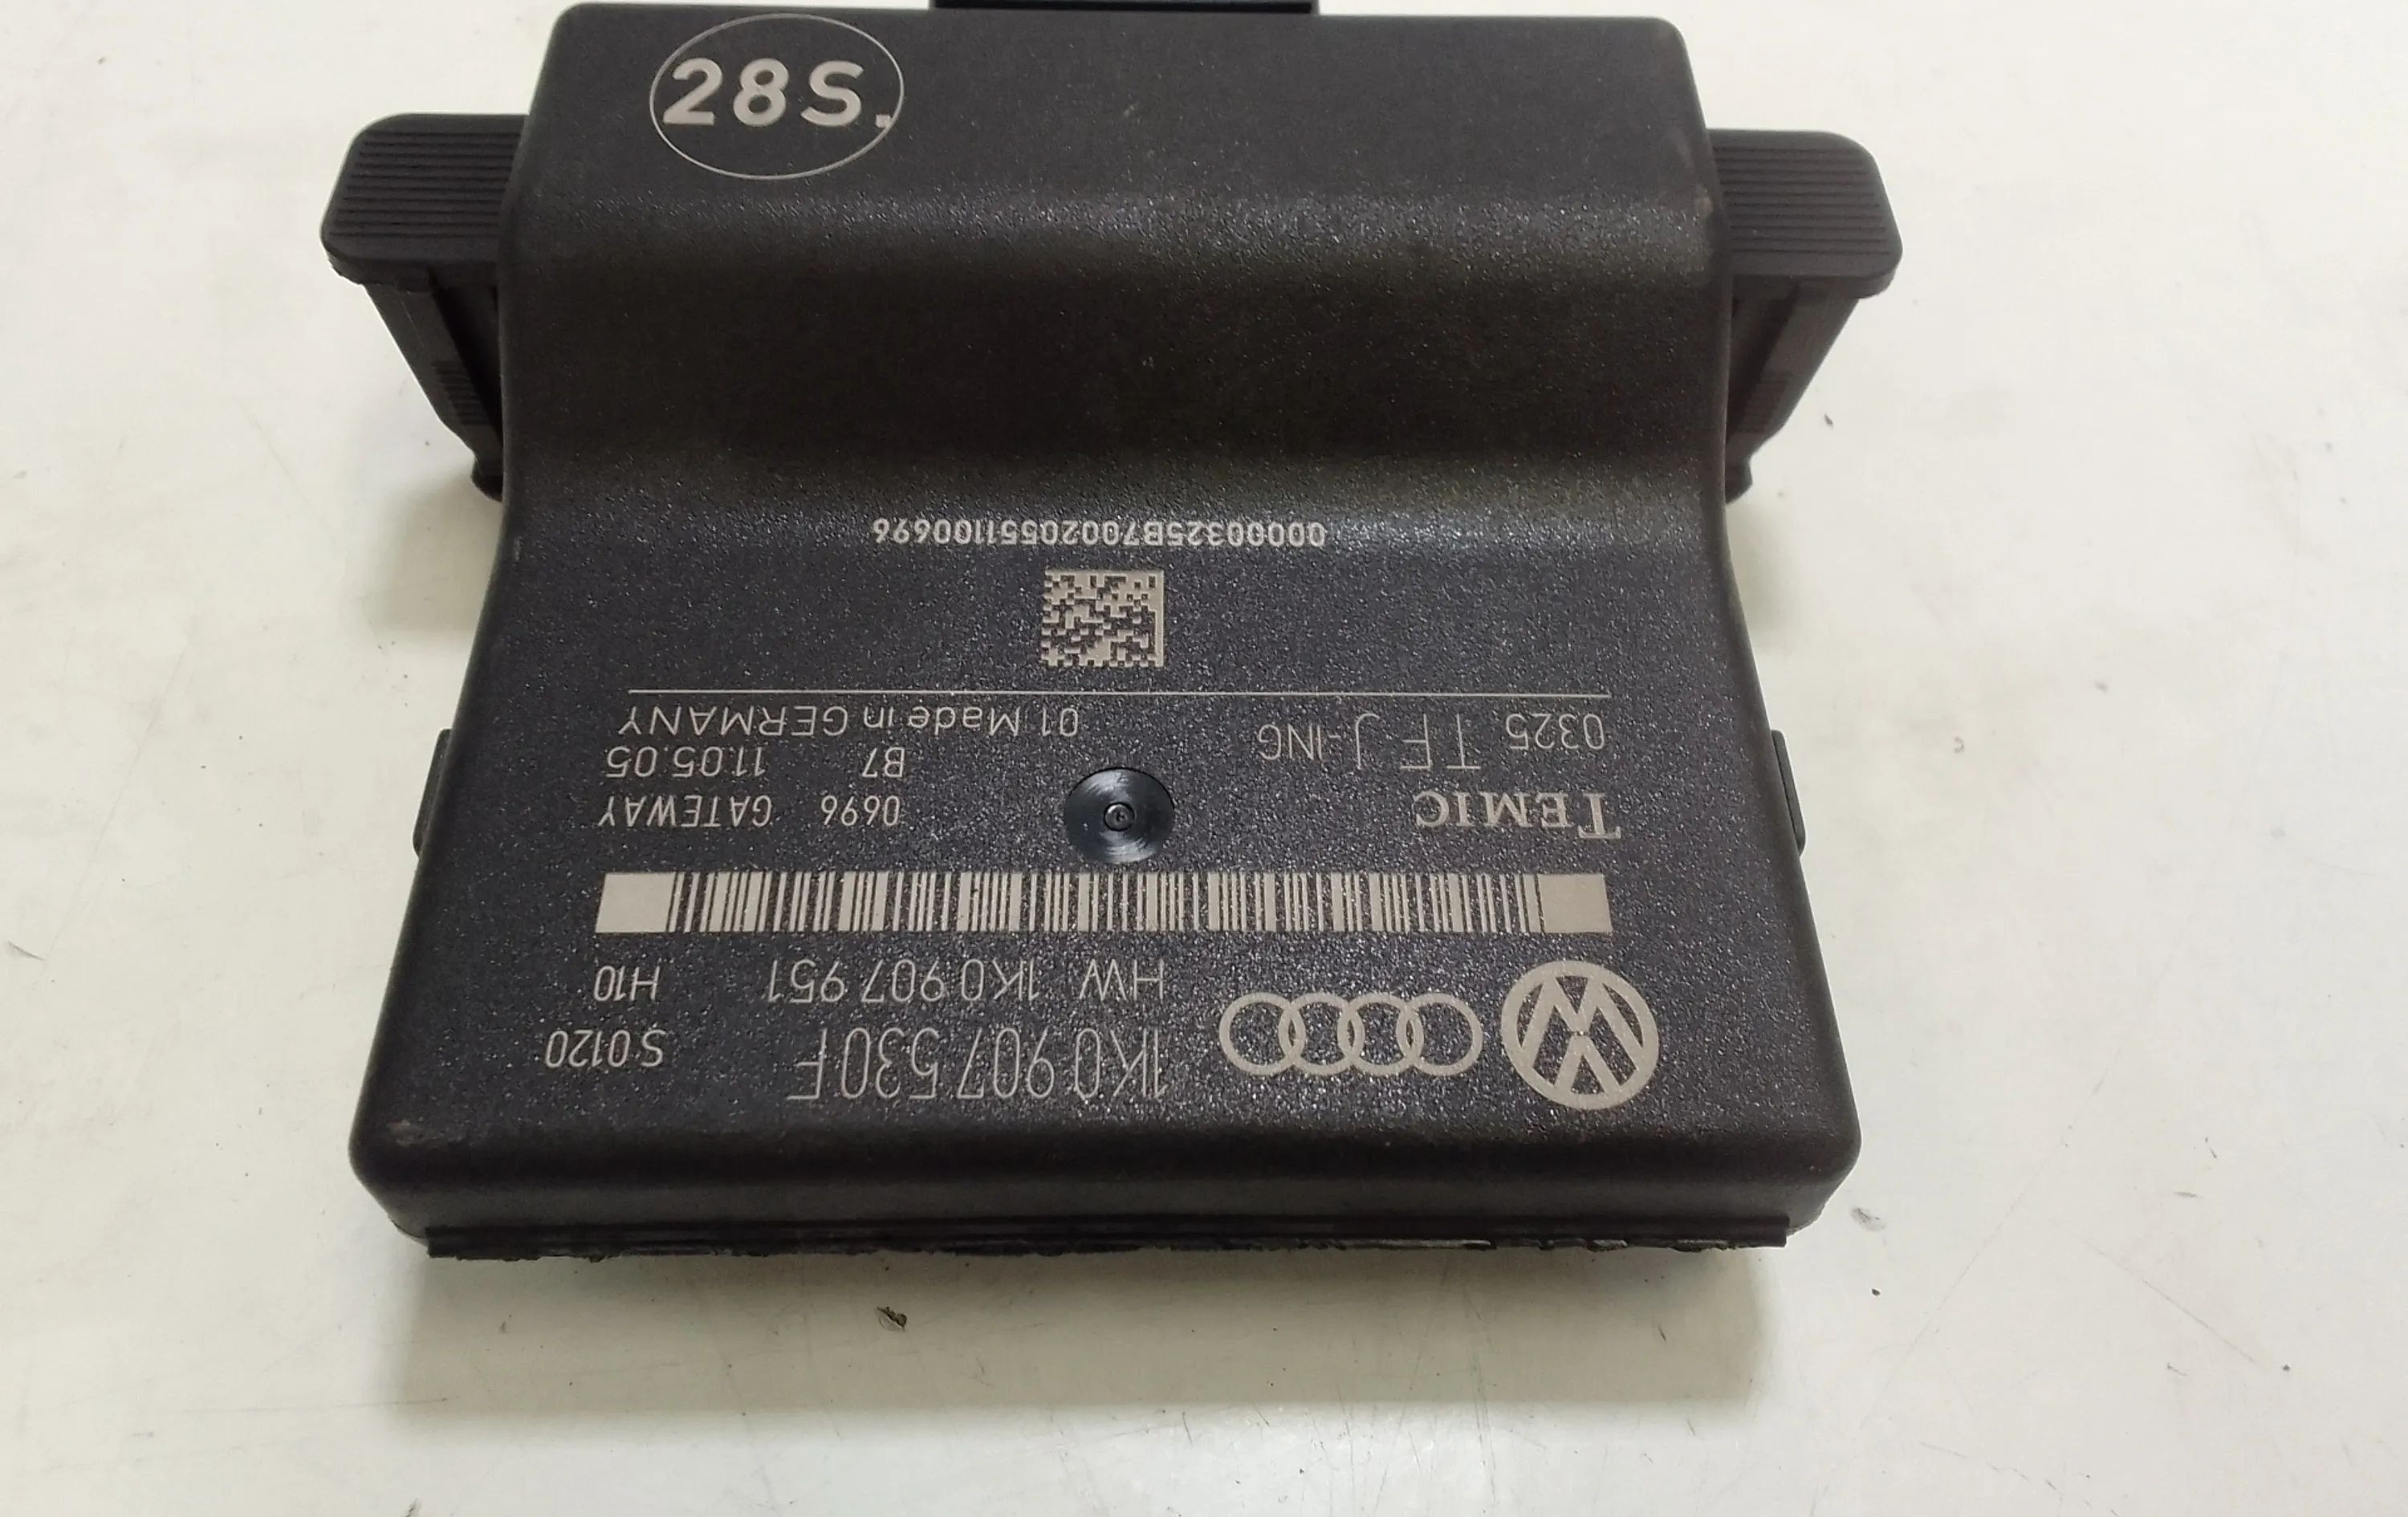 1K0 907 530 F S 0120
HW 1K0 907 951 H10
TEMIC 0696 GATEWAY
B7 11.05.05
0325 TF J-ING 01 Made in GERMANY
00000325B70020551100696
28S.